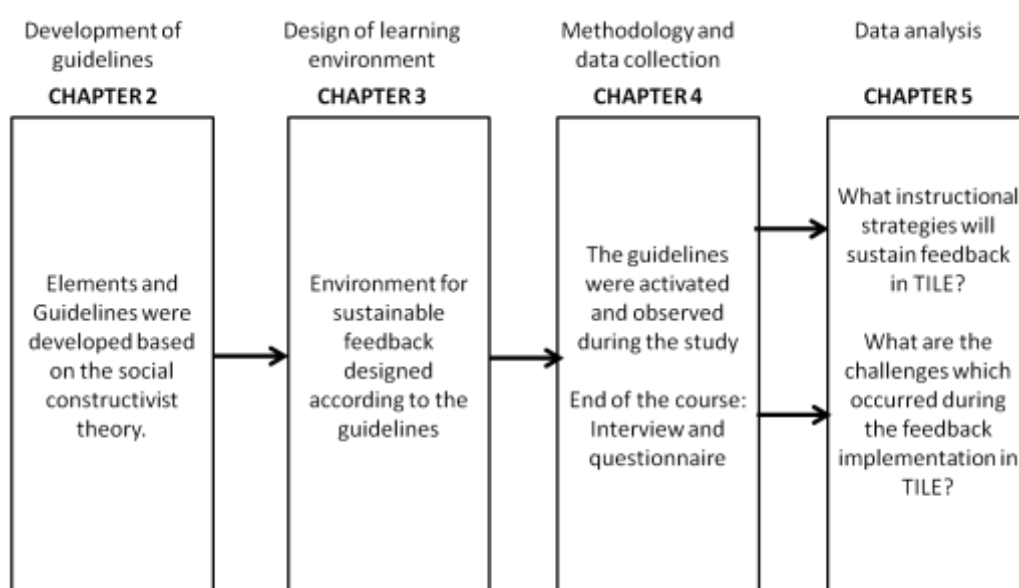 Development of
guidelines
CHAPTER 2
Elements and
Guidelines were
developed based
on the social
constructivist
theory.
Design of learning
environment
CHAPTER 3
Environment for
sustainable
feedback
designed
according to the
guidelines
Methodology and
data collection
CHAPTER 4
The guidelines
were activated
and observed
during the study
End of the course:
Interview and
questionnaire
Data analysis
CHAPTER 5
What instructional
strategies will
sustain feedback
in TILE?
What are the
challenges which
occurred during
the feedback
implementation in
TILE?